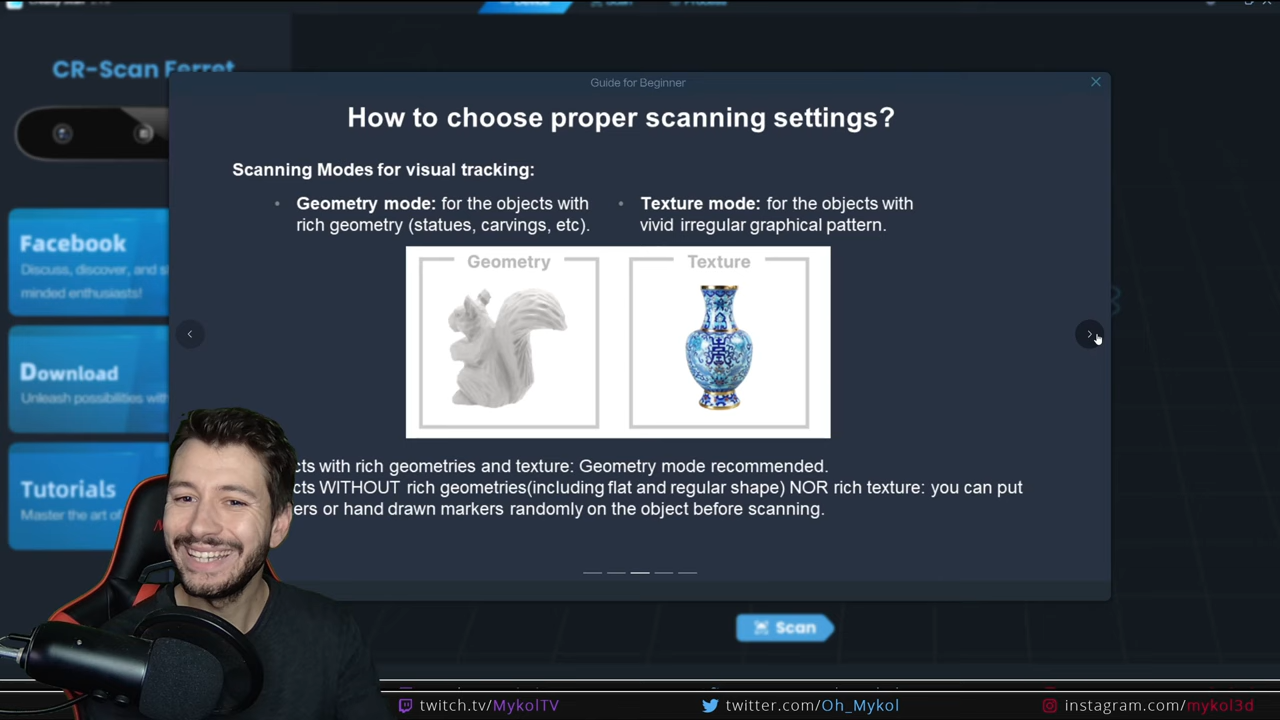 Device
Scan
Process
CR-Scan Ferret
Guide for Beginner
How to choose proper scanning settings?
Scanning Modes for visual tracking:
• Geometry mode: for the objects with
rich geometry (statues, carvings, etc).
• Texture mode: for the objects with
vivid irregular graphical pattern.
Geometry
Texture
cts with rich geometries and texture: Geometry mode recommended.
cts WITHOUT rich geometries(including flat and regular shape) NOR rich texture: you can put
ers or hand drawn markers randomly on the object before scanning.
Facebook
Discuss, discover, and s
minded enthusiasts!
Download
Unleash possibilities with
Tutorials
Master the art of
Scan
twitch.tv/MykolTV
twitter.com/Oh_Mykol
instagram.com/mykol3d